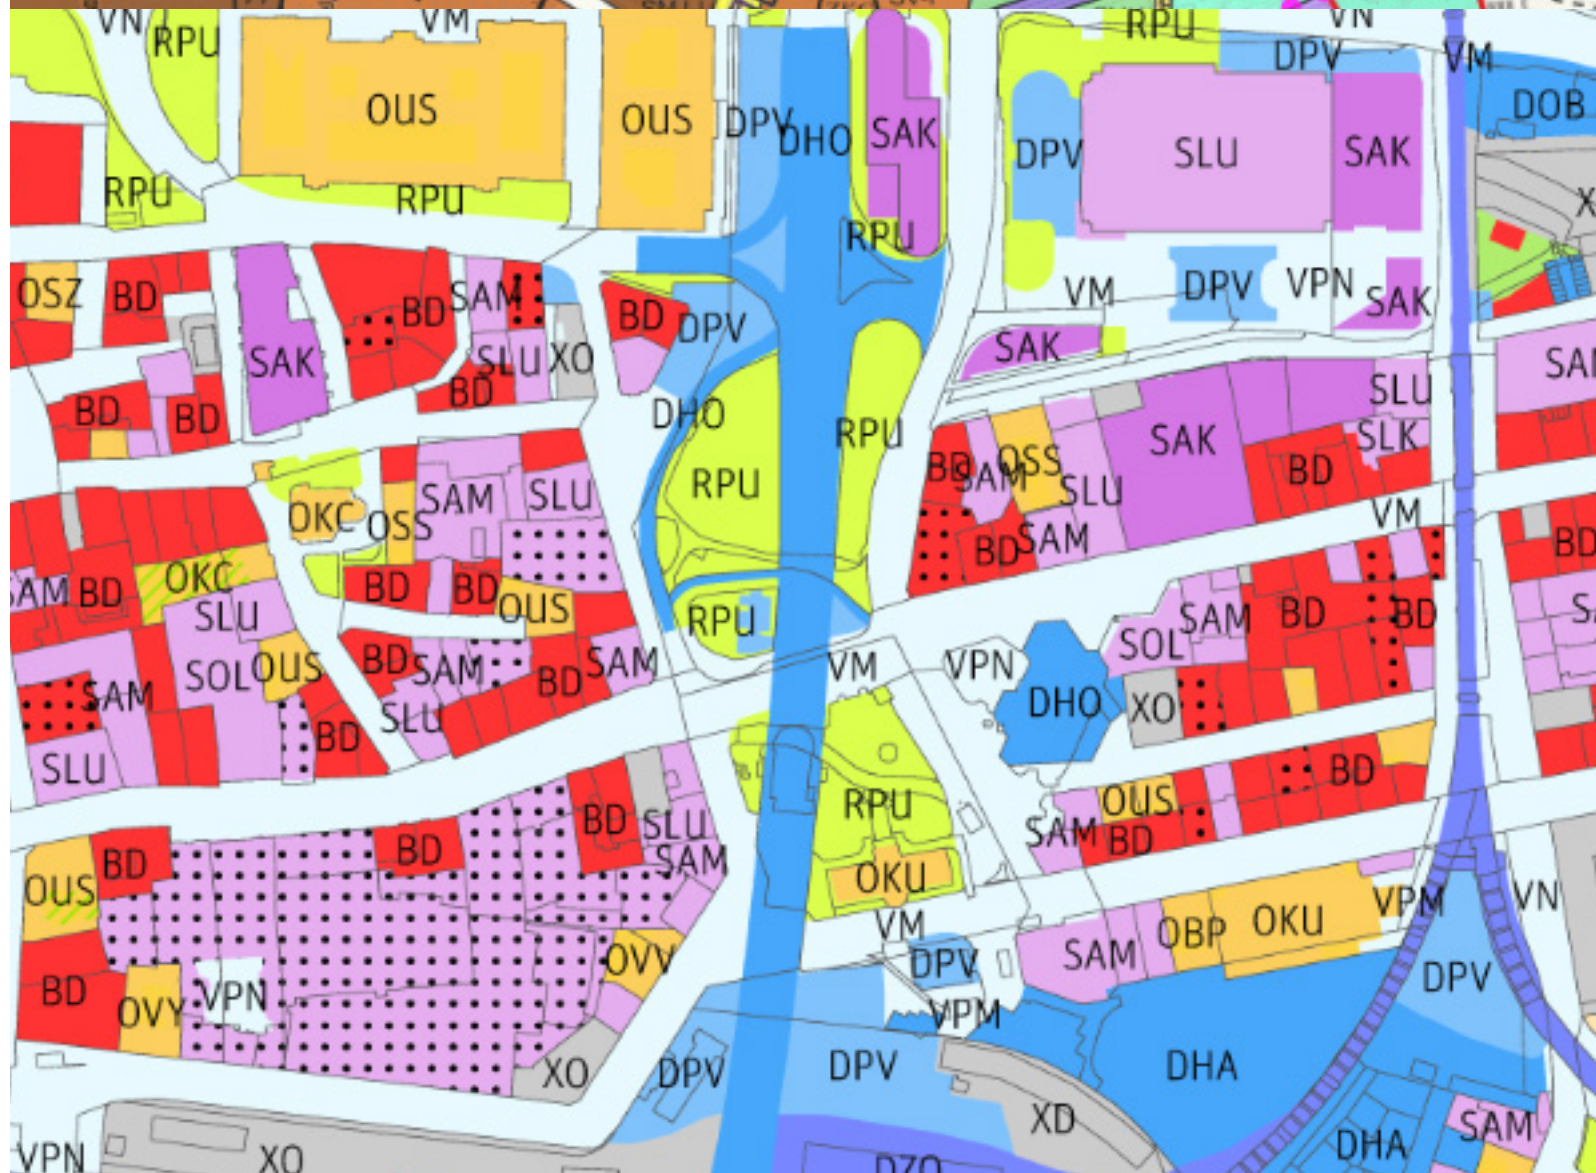 VN
RPU
VM
RPU
VN
DPV
VM
OUS
OUS
DPV
DHO
SAK
DPV
SLU
SAK
DOB
RPU
RPU
RPU
X
OSZ
BD
BD
SAM
BD
DPV
VM
DPV
VPN
SAK
SAK
SLU
XO
SAK
BD
BD
BD
DHO
RPU
SLU
SLK
SAK
BD
BD
SAM
OSS
SLU
RPU
OKC
OSS
SAM
SLU
VM
BD
SAM
BD
SAM
BD
OKC
BD
BD
OUS
SLU
RPU
SAM
BD
BD
SOL
OUS
BD
SAM
BD
SAM
VM
VPN
SOL
DHO
XO
SAM
SLU
BD
SLU
BD
RPU
OUS
BD
SAM
BD
BD
SLU
SAM
BD
BD
OUS
OKU
VPM
VN
VM
OBP
OKU
SAM
BD
OVY
VPN
OVV
DPV
VPM
DPV
XO
DPV
DPV
DHA
XD
SAM
DHA
VPN
XO
DZO